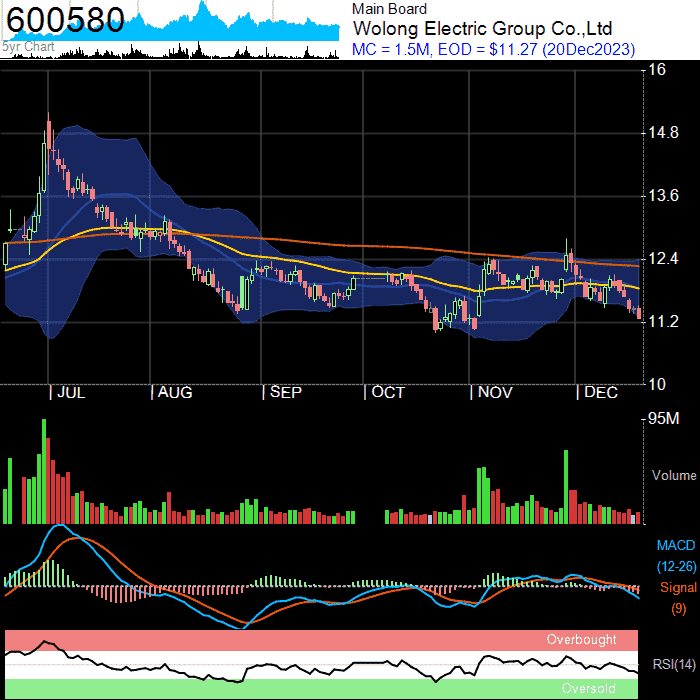 600580
5yr Chart
Main Board
Wolong Electric Group Co.,Ltd
MC = 1.5M, EOD = $11.27 (20Dec2023)
16
14.8
13.6
12.4
11.2
10
| JUL | AUG | SEP | OCT | NOV | DEC
95M
Volume
MACD
(12-26)
Signal
(9)
Overbought
RSI(14)
Oversold